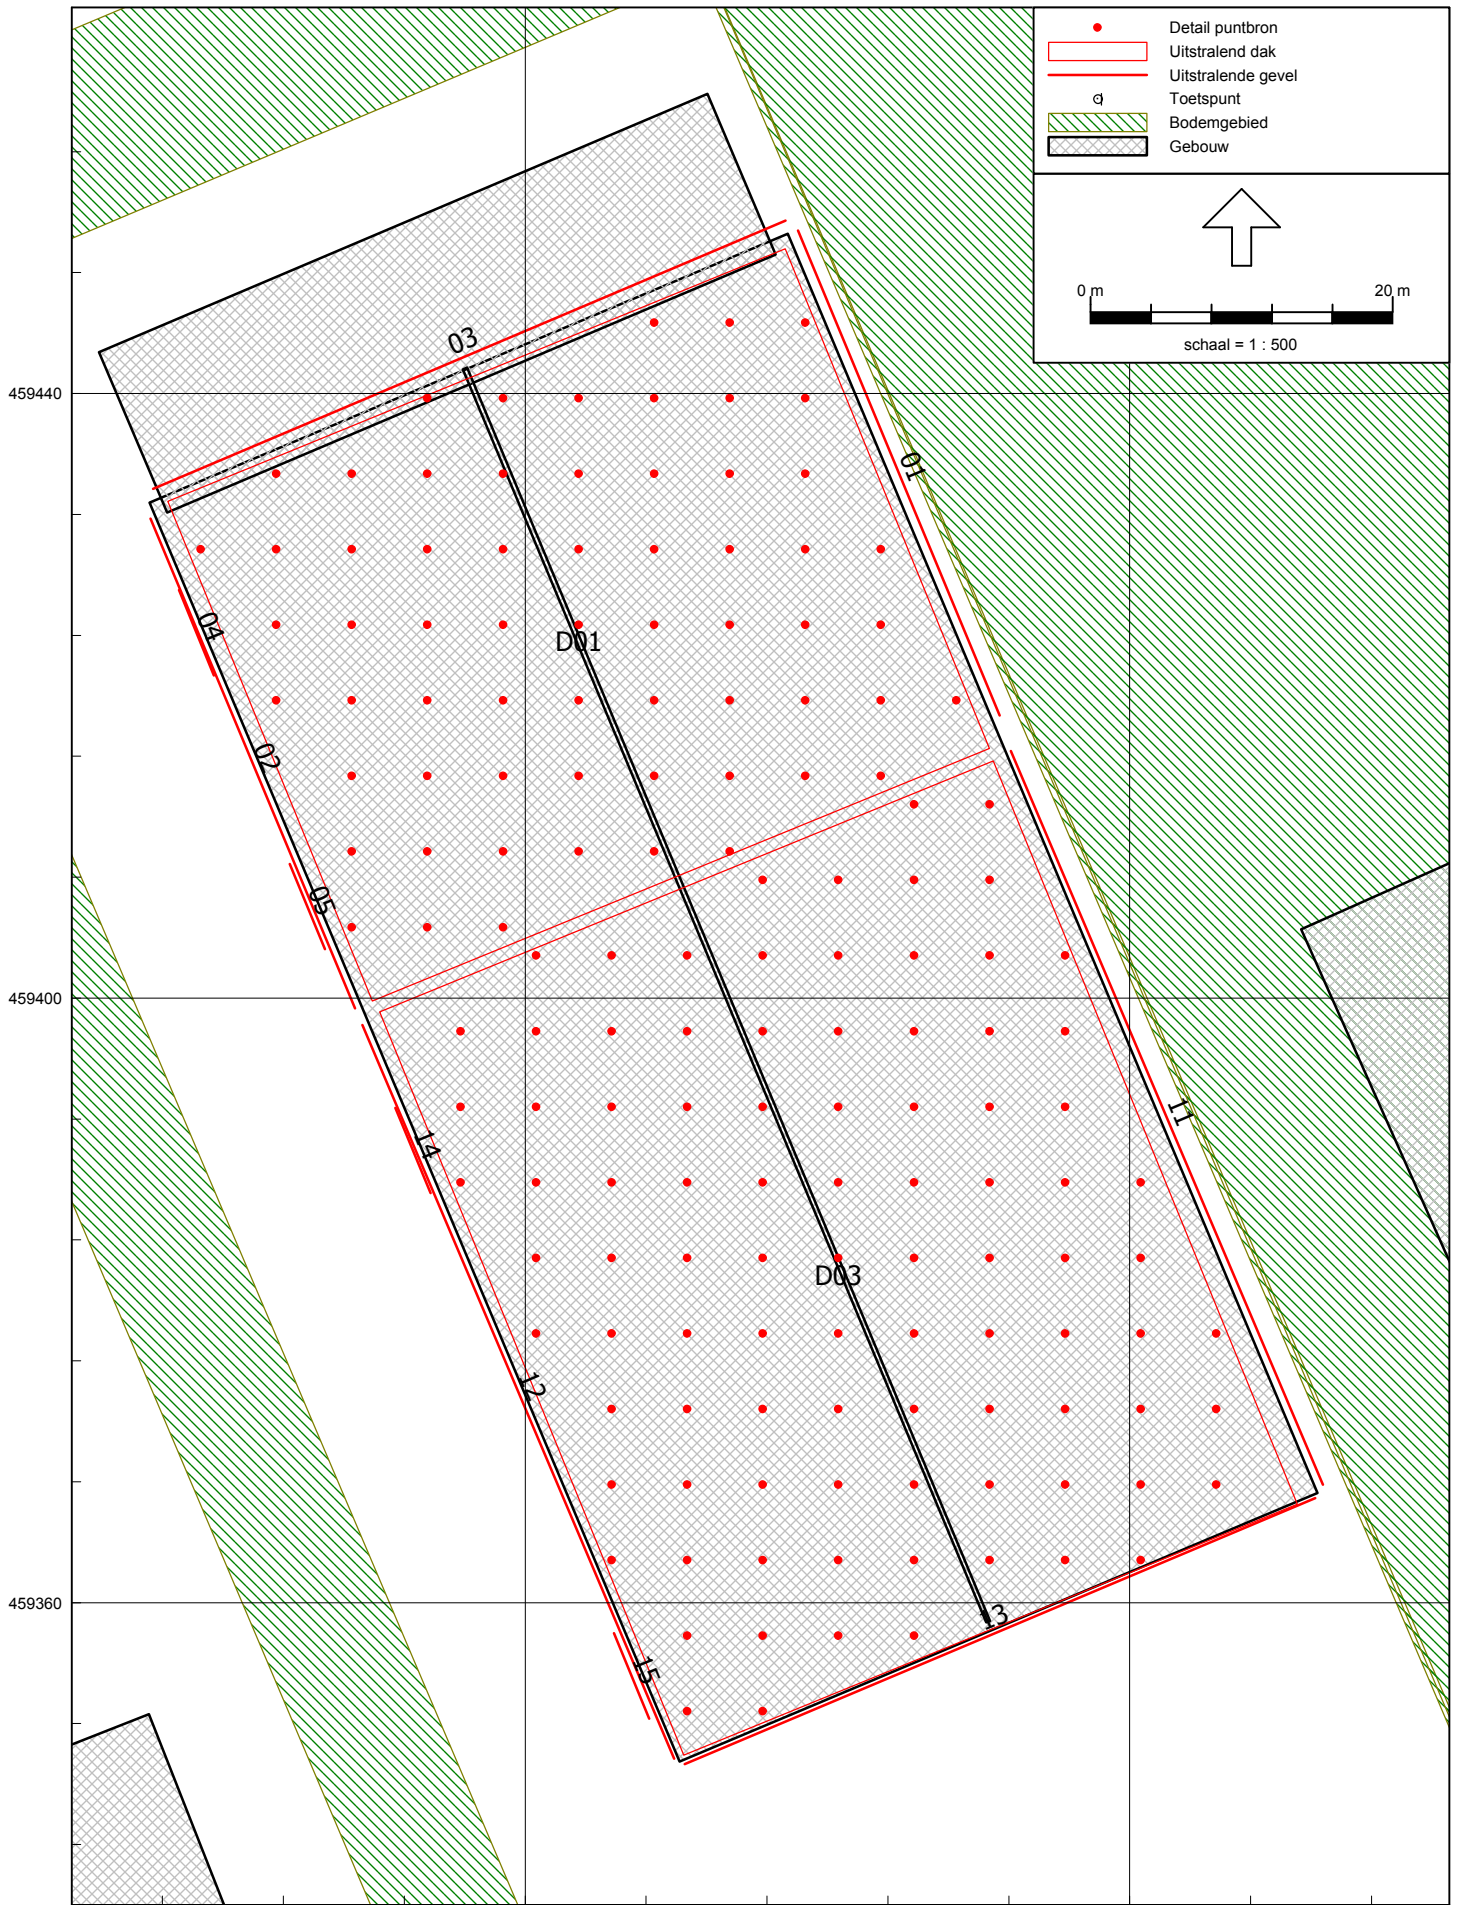 Detail puntbron
Uitstralend dak
Uitstralende gevel
Toetspunt
Bodemgebied
Gebouw
0 m 20 m
schaal = 1 : 500
03
459440
01
04
D01
02
05
459400
11
14
D03
12
459360
13
15